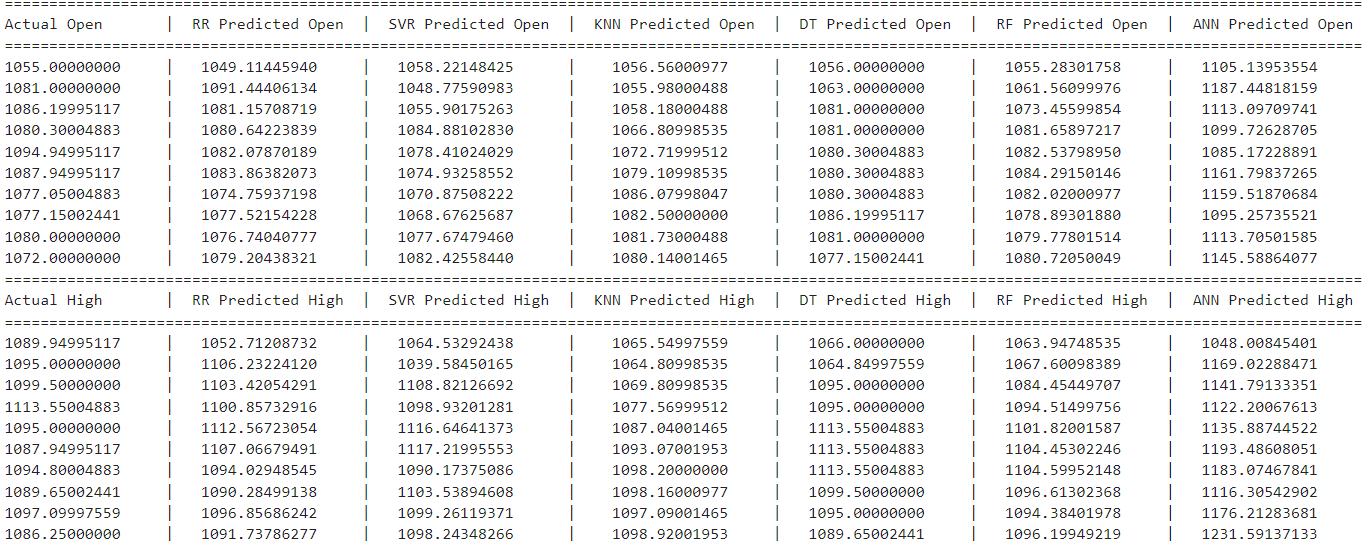 ==========================================================================================================================================================
Actual Open | RR Predicted Open | SVR Predicted Open | KNN Predicted Open | DT Predicted Open | RF Predicted Open | ANN Predicted Open
==========================================================================================================================================================
1055.00000000 | 1049.11445940 | 1058.22148425 | 1056.56000977 | 1056.00000000 | 1055.28301758 | 1105.13953554
1081.00000000 | 1091.44406134 | 1048.77590983 | 1055.98000488 | 1063.00000000 | 1061.56099976 | 1187.44818159
1086.19995117 | 1081.15708719 | 1055.90175263 | 1058.18000488 | 1081.00000000 | 1073.45599854 | 1113.09709741
1080.30004883 | 1080.64223839 | 1084.88102830 | 1066.80998535 | 1081.00000000 | 1081.65897217 | 1099.72628705
1094.94995117 | 1082.07870189 | 1078.41024029 | 1072.71999512 | 1080.30004883 | 1082.53798950 | 1085.17228891
1087.94995117 | 1083.86382073 | 1074.93258552 | 1079.10998535 | 1080.30004883 | 1084.29150146 | 1161.79837265
1077.05004883 | 1074.75937198 | 1070.87508222 | 1086.07998047 | 1080.30004883 | 1082.02000977 | 1159.51870684
1077.15002441 | 1077.52154228 | 1068.67625687 | 1082.50000000 | 1086.19995117 | 1078.89301880 | 1095.25735521
1080.00000000 | 1076.74040777 | 1077.67479460 | 1081.73000488 | 1081.00000000 | 1079.77801514 | 1113.70501585
1072.00000000 | 1079.20438321 | 1082.42558440 | 1080.14001465 | 1077.15002441 | 1080.72050049 | 1145.58864077
==========================================================================================================================================================
Actual High | RR Predicted High | SVR Predicted High | KNN Predicted High | DT Predicted High | RF Predicted High | ANN Predicted High
==========================================================================================================================================================
1089.94995117 | 1052.71208732 | 1064.53292438 | 1065.54997559 | 1066.00000000 | 1063.94748535 | 1048.00845401
1095.00000000 | 1106.23224120 | 1039.58450165 | 1064.80998535 | 1064.84997559 | 1067.60098389 | 1169.02288471
1099.50000000 | 1103.42054291 | 1108.82126692 | 1069.80998535 | 1095.00000000 | 1084.45449707 | 1141.79133351
1113.55004883 | 1100.85732916 | 1098.93201281 | 1077.56999512 | 1095.00000000 | 1094.51499756 | 1122.20067613
1095.00000000 | 1112.56723054 | 1116.64641373 | 1087.04001465 | 1113.55004883 | 1101.82001587 | 1135.88744522
1087.94995117 | 1107.06679491 | 1117.21995553 | 1093.07001953 | 1113.55004883 | 1104.45302246 | 1193.48608051
1094.80004883 | 1094.02948545 | 1090.17375086 | 1098.20000000 | 1113.55004883 | 1104.59952148 | 1183.07467841
1089.65002441 | 1090.28499138 | 1103.53894608 | 1098.16000977 | 1099.50000000 | 1096.61302368 | 1116.30542902
1097.09997559 | 1096.85686242 | 1099.26119371 | 1097.09001465 | 1095.00000000 | 1094.38401978 | 1176.21283681
1086.25000000 | 1091.73786277 | 1098.24348266 | 1098.92001953 | 1089.65002441 | 1096.19949219 | 1231.59137133